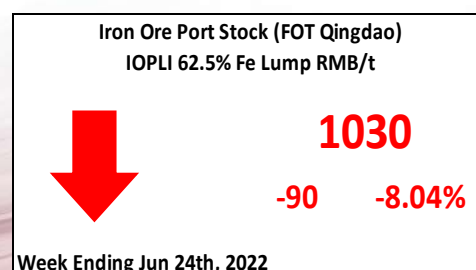 Iron Ore Port Stock (FOT Qingdao)
IOPLI 62.5% Fe Lump RMB/t
1030
-90 -8.04%
Week Ending Jun 24th, 2022